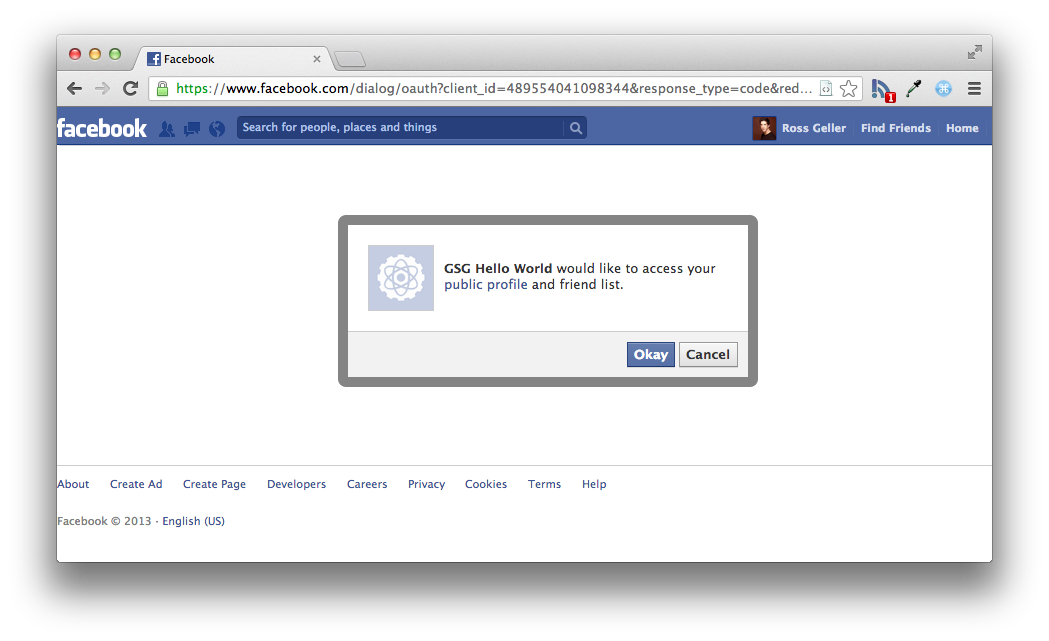 Facebook
https://www.facebook.com/dialog/oauth?client_id=489554041098344&response_type=code&red...
1
facebook
Search for people, places and things
Ross Geller
Find Friends
Home
GSG Hello World would like to access your
public profile and friend list.
Okay
Cancel
About Create Ad Create Page Developers Careers Privacy Cookies Terms Help
Facebook © 2013 · English (US)